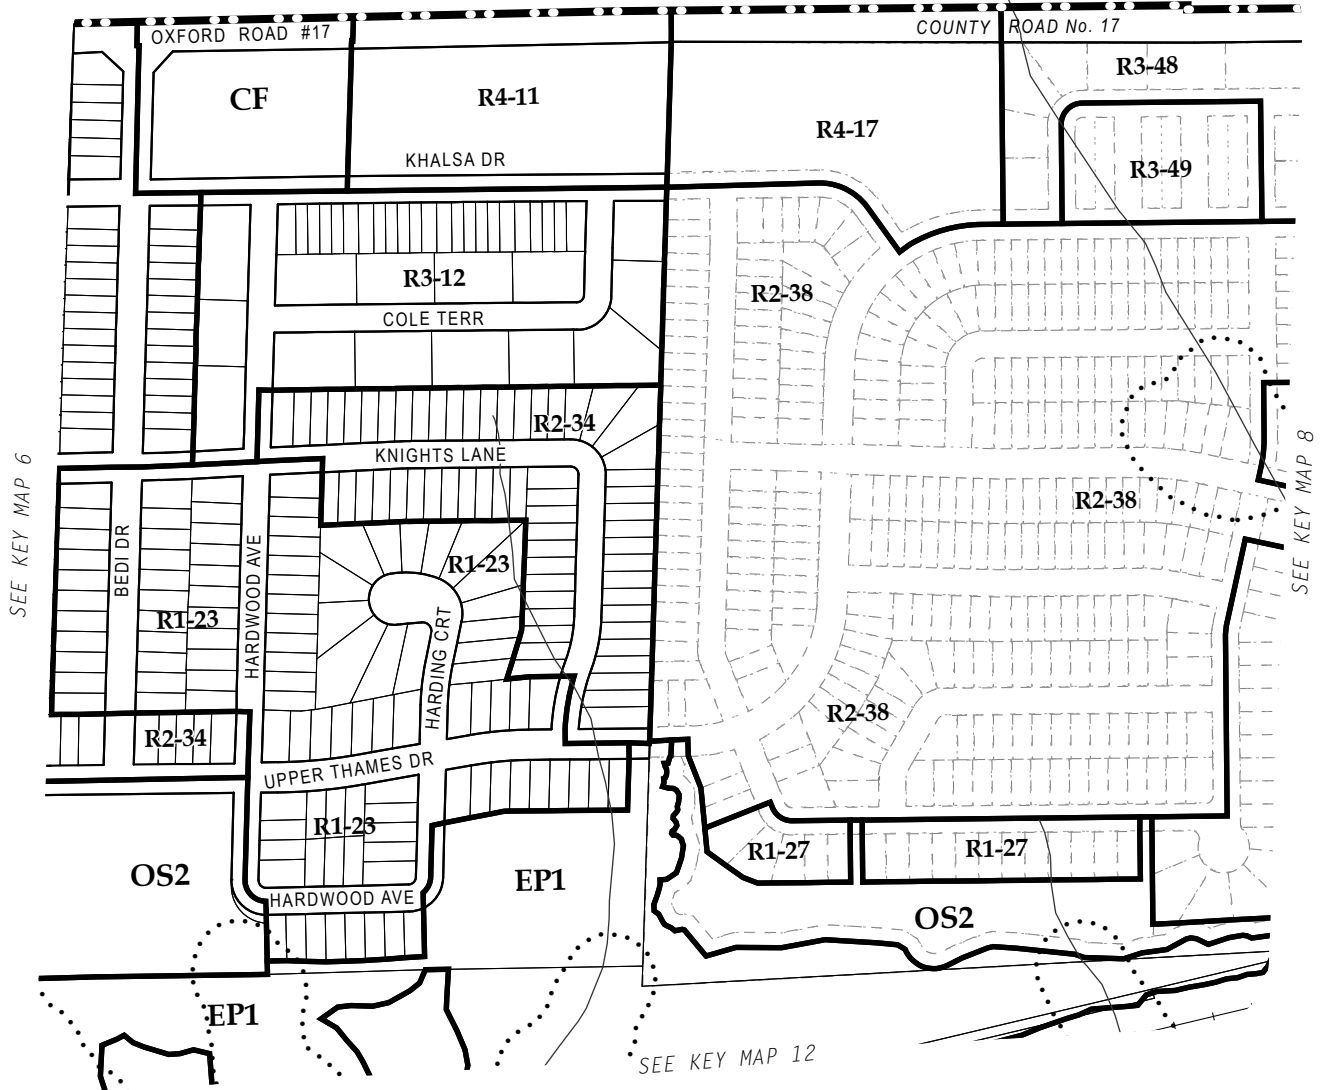 OXFORD ROAD #17
COUNTY ROAD No. 17
R3-48
CF
R4-11
R4-17
KHALSA DR
R3-49
R3-12
R2-38
COLE TERR
R2-34
KNIGHTS LANE
SEE KEY MAP 6
SEE KEY MAP 8
R2-38
BEDI DR
HARDWOOD AVE
R1-23
R1-23
HARDING CRT
R2-34
R2-38
UPPER THAMES DR
R1-23
R1-27
R1-27
OS2
EP1
HARDWOOD AVE
OS2
EP1
SEE KEY MAP 12